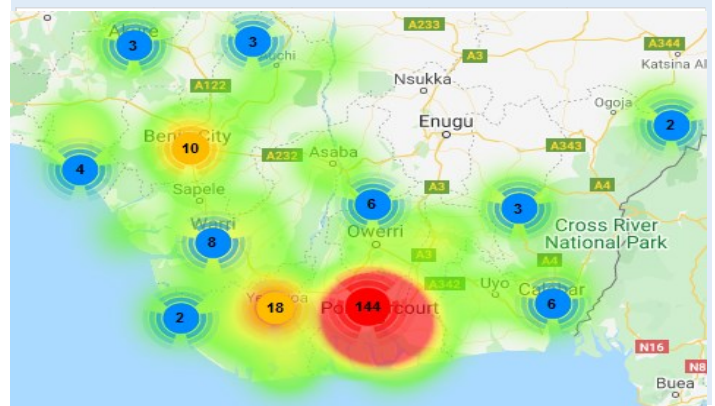 A233
A3
A344
3
3
Katsina Al
A122
Nsukka
Ogoja
Enugu
2
10
A232
Asaba
A343
4
A3
A4
Sapele
6
3
Warri
8
Owerri
Cross River
National Park
A3
A4
A342
Uyo
Calabar
18
144
6
2
N16
N8
Buea